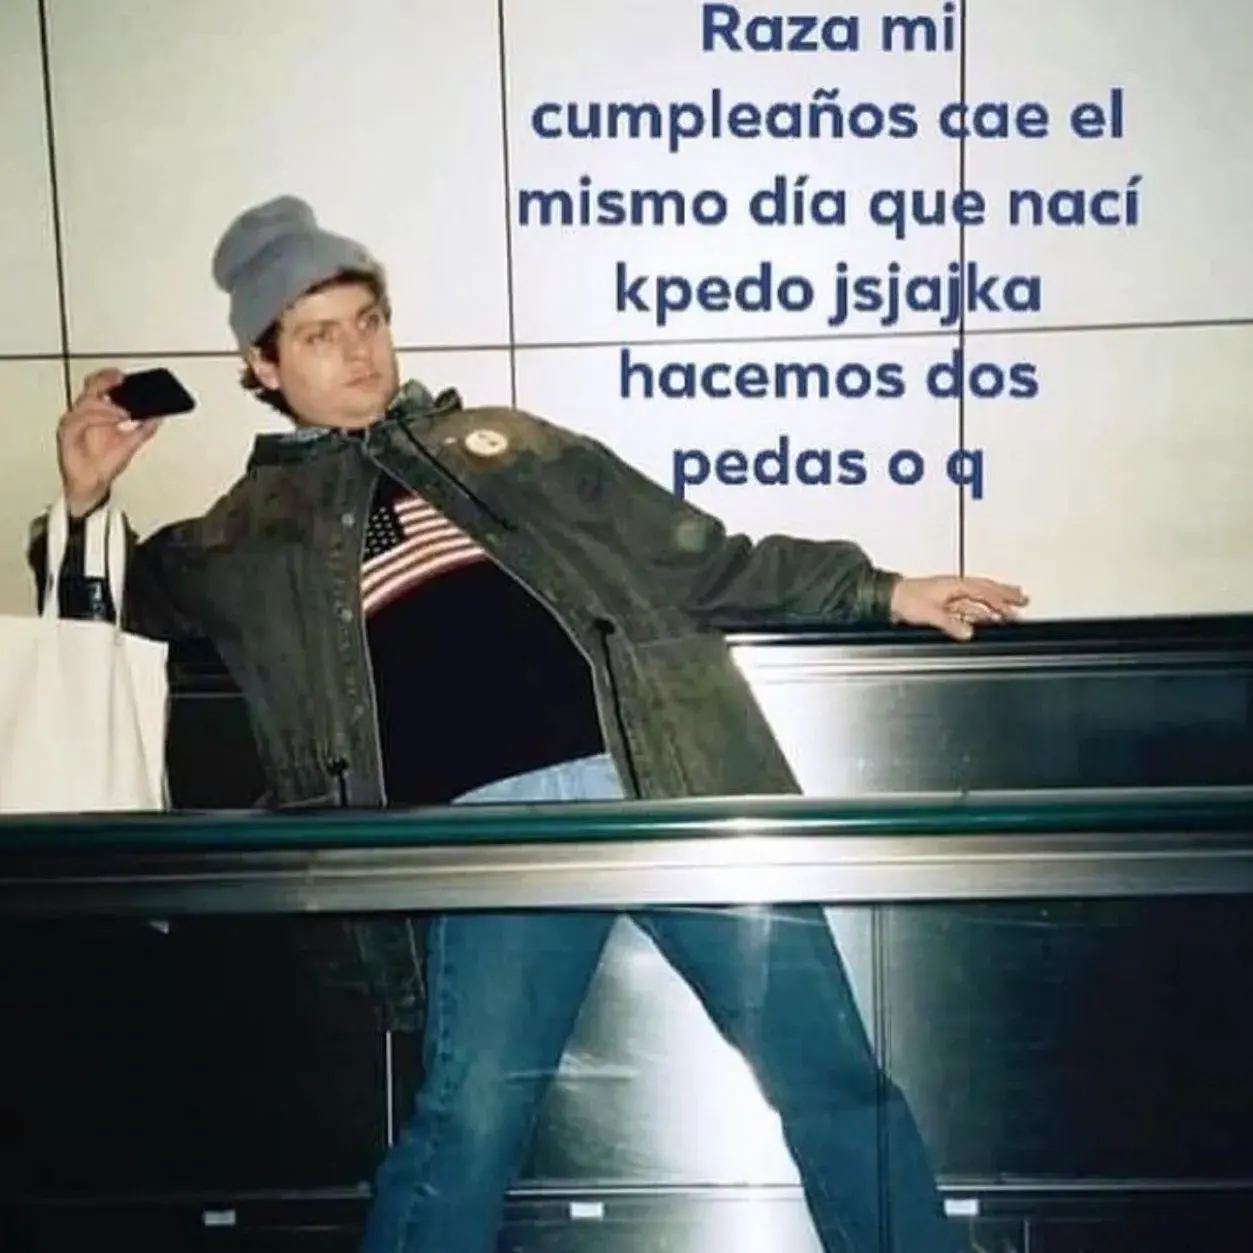 Raza mi
cumpleaños cae el
mismo día que nací
kpedo jsjajka
hacemos dos
pedas o q